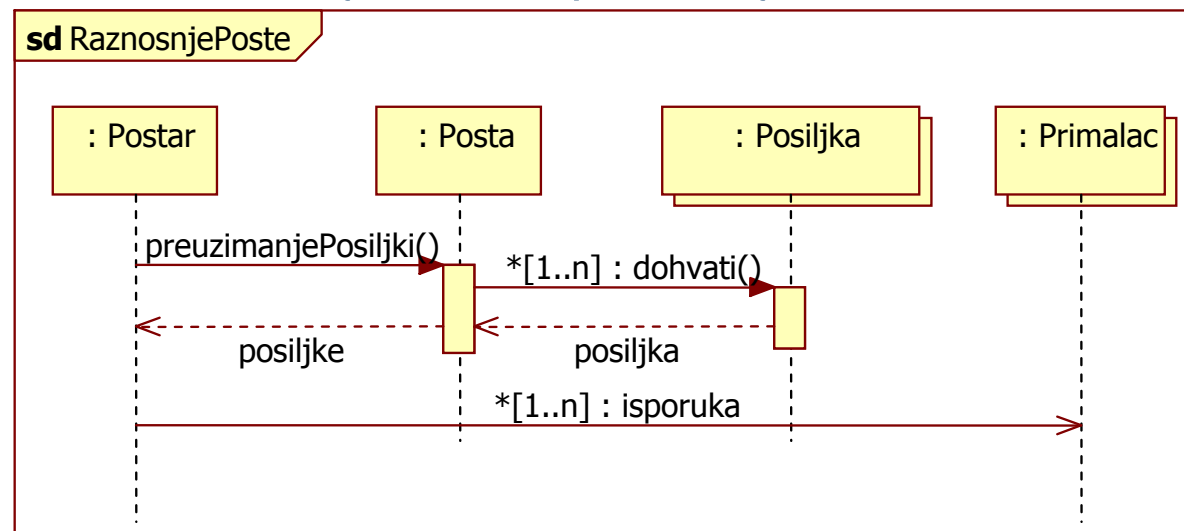 sd RaznosnjePoste
: Postar
: Posta
: Posiljka
: Primalac
preuzimanjePosiljki()
*[1..n] : dohvati()
posiljke
posiljka
*[1..n] : isporuka